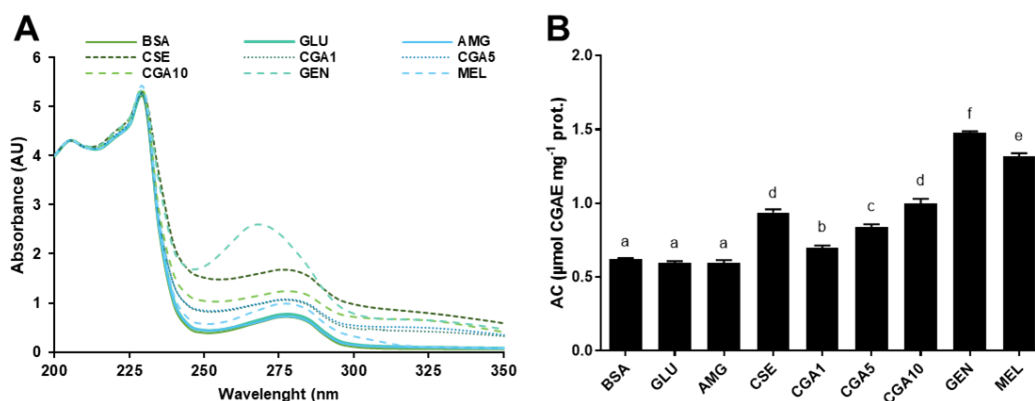 A
BSA GLU AMG
CSE CGA1 CGA5
CGA10 GEN MEL
Absorbance (AU)
6
5
4
3
2
1
0
200 225 250 275 300 325 350
Wavelenght (nm
B
AC (µmol CGAE mg-1 prot.)
2.0
1.5
1.0
0.5
0.0
a a a d b c d f e
BSA GLU AMG CSE CGA1 CGA5 CGA10 GEN MEL